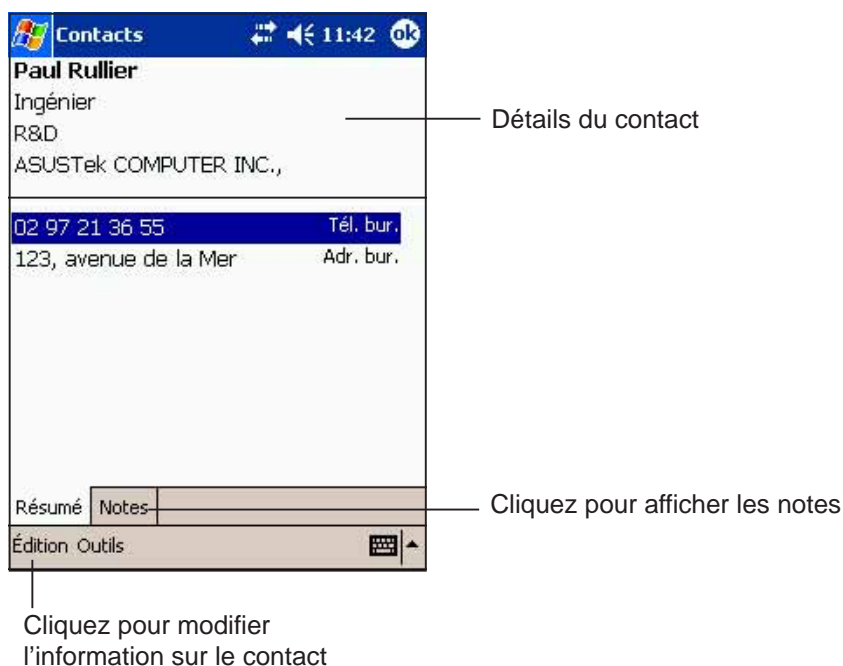 Contacts 11:42 ok
Paul Rullier
Ingénier
R&D
ASUSTek COMPUTER INC.,
Détails du contact
02 97 21 36 55 Tél. bur.
123, avenue de la Mer Adr. bur.
Résumé Notes
Cliquez pour afficher les notes
Édition Outils
Cliquez pour modifier
l'information sur le contact